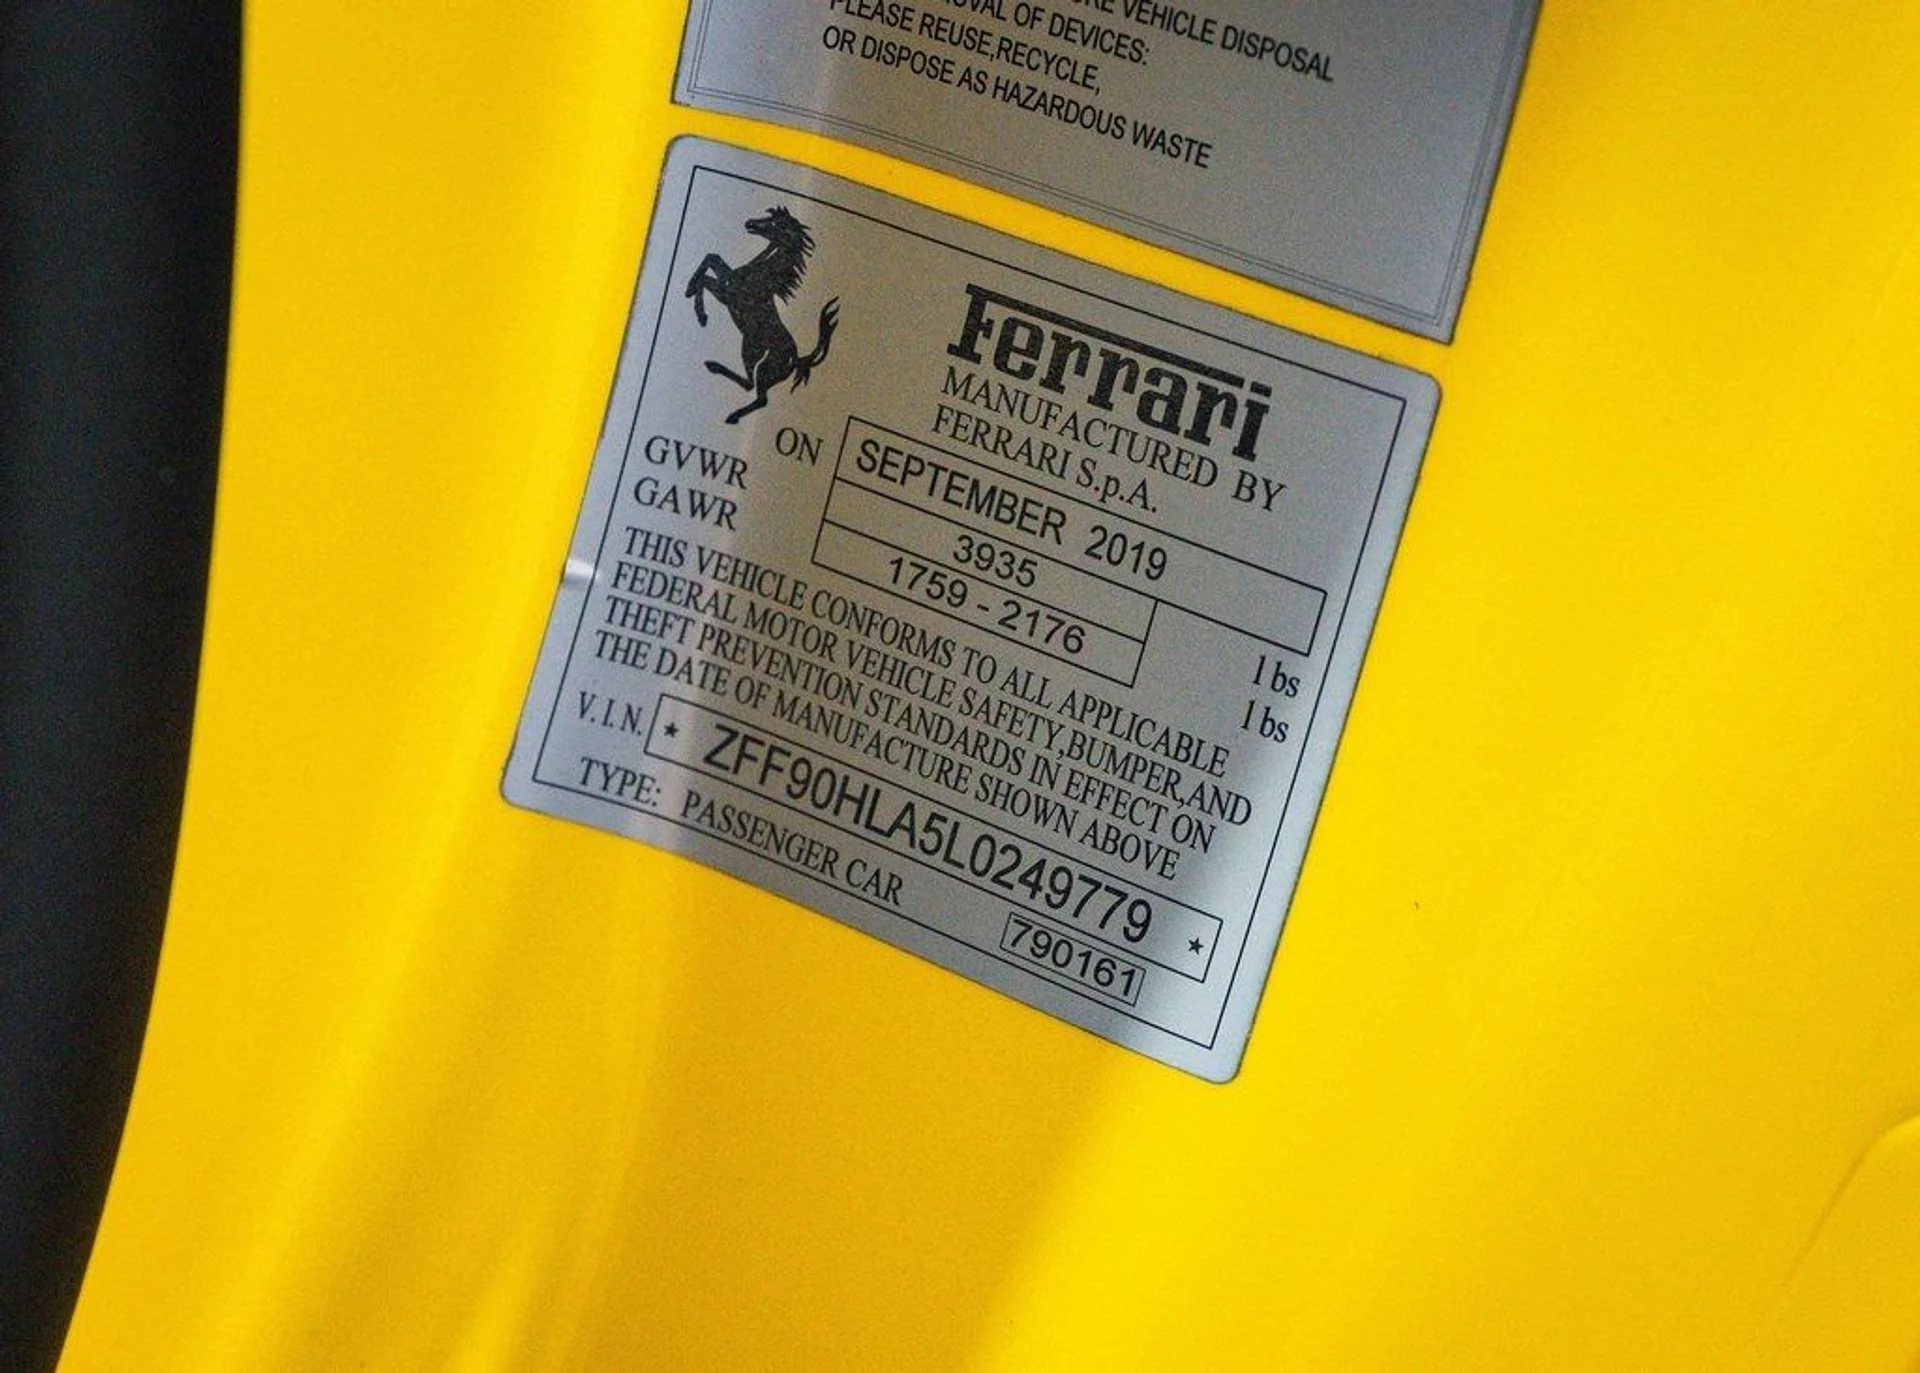 VEHICLE DISPOSAL
OF DEVICES:
PLEASE REUSE,RECYCLE,
OR DISPOSE AS HAZARDOUS WASTE
Ferrari
MANUFACTURED BY
FERRARI S.p.A.
ON SEPTEMBER 2019
GVWR 3935 lbs
GAWR 1759 - 2176 lbs
THIS VEHICLE CONFORMS TO ALL APPLICABLE
FEDERAL MOTOR VEHICLE SAFETY,BUMPER,AND
THEFT PREVENTION STANDARDS IN EFFECT ON
THE DATE OF MANUFACTURE SHOWN ABOVE
V.I.N. ★ ZFF90HLA5L0249779 ★
TYPE: PASSENGER CAR 790161